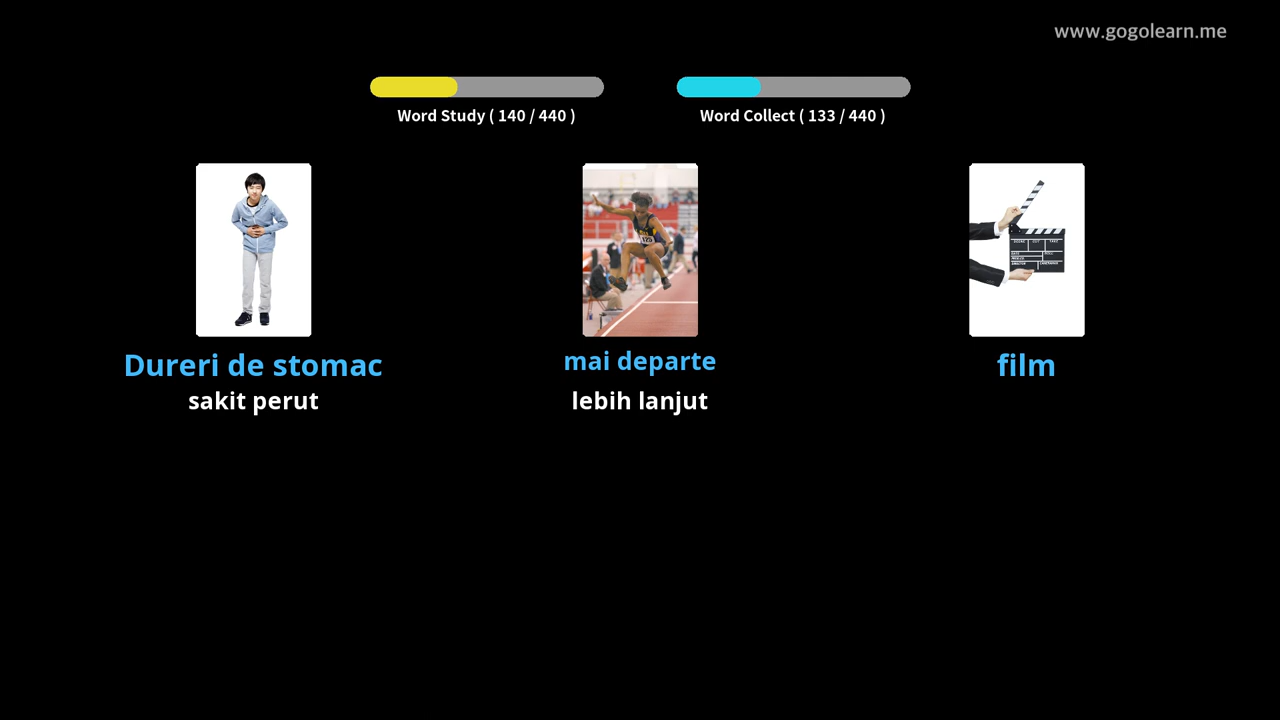 www.gogolearn.me
Word Study ( 140 / 440 )
Word Collect ( 133 / 440 )
Dureri de stomac
sakit perut
mai departe
lebih lanjut
film